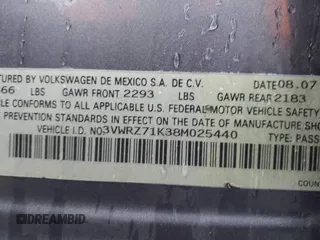 TURED BY VOLKSWAGEN DE MEXICO S.A. DE C.V. DATE 08.07
66 LBS GAWR FRONT 2293 LBS GAWR REAR 2183
CLE CONFORMS TO ALL APPLICABLE U.S. FEDERAL MOTOR VEHICLE SAFETY
PREVENTION STANDARDS IN EFFECT ON THE DATE OF MANUFACTURE SHO
VEHICLE I.D. NO 3VWRZ71K38M025440 TYPE: PASS
DREAMBID